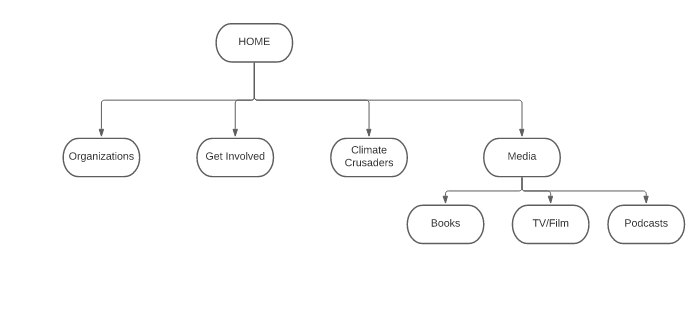 HOME
Organizations
Get Involved
Climate
Crusaders
Media
Books
TV/Film
Podcasts